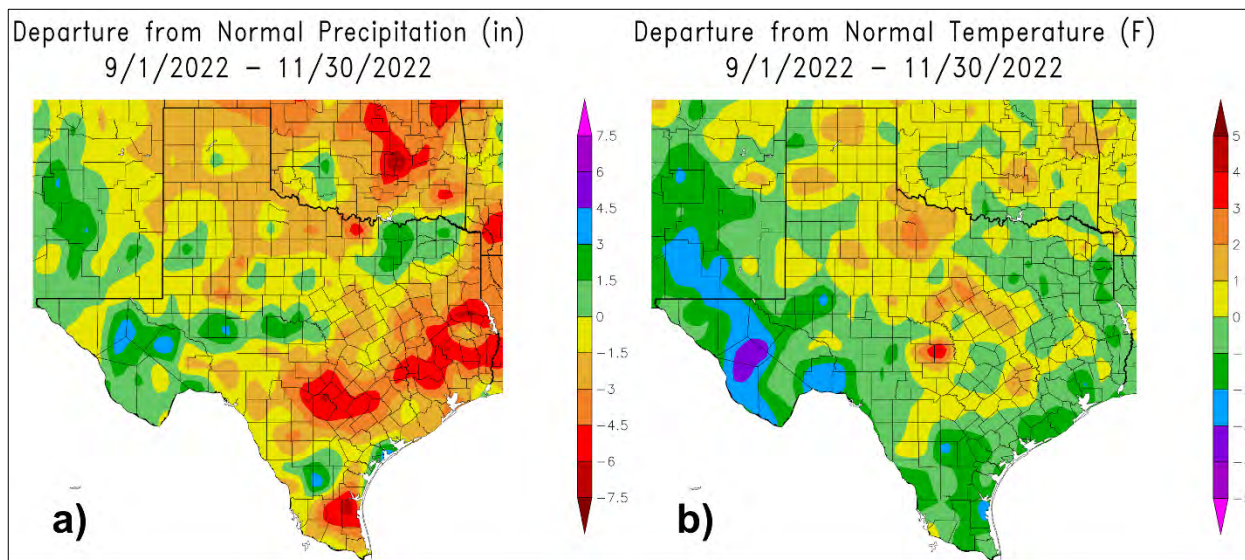 Departure from Normal Precipitation (in)
9/1/2022 – 11/30/2022
7.5
6
4.5
3
1.5
0
-1.5
-3
-4.5
-6
-7.5
a)
Departure from Normal Temperature (F)
9/1/2022 – 11/30/2022
5
4
3
2
1
0
b)